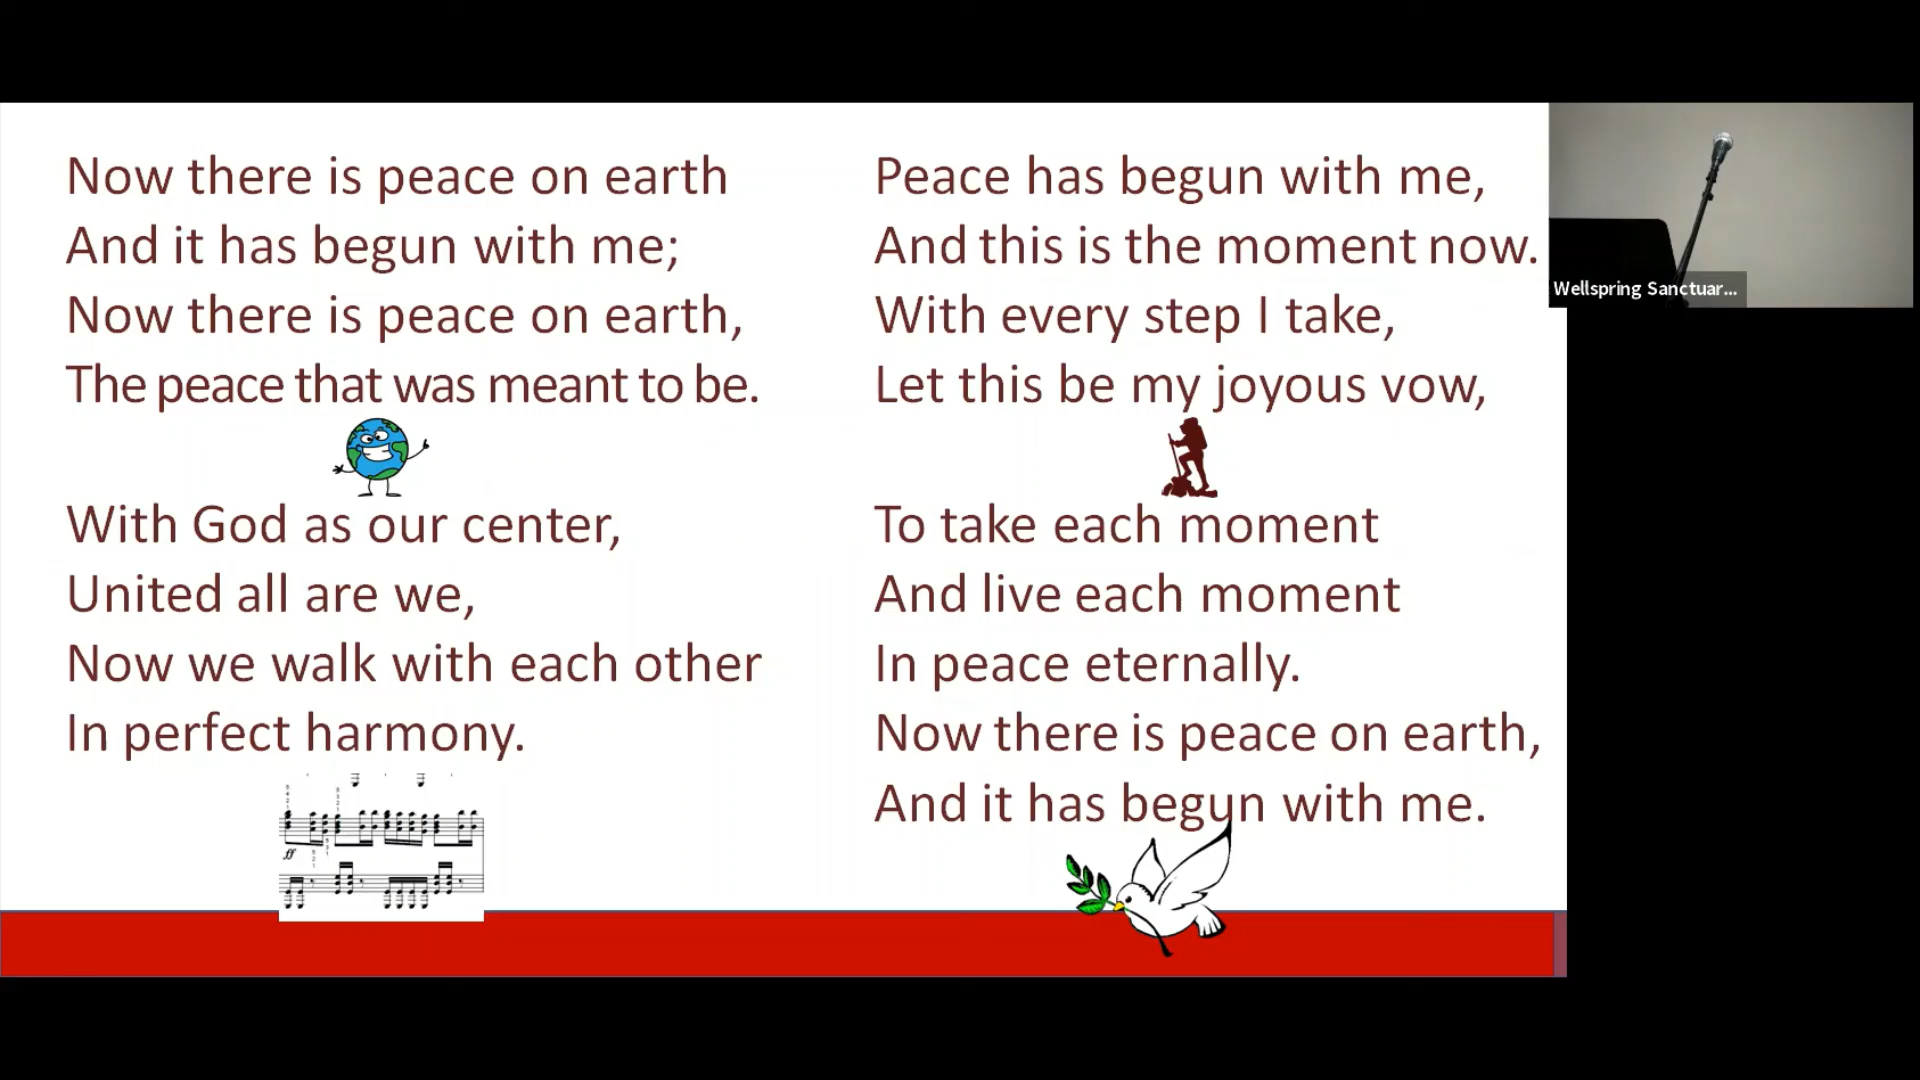 Now there is peace on earth
And it has begun with me;
Now there is peace on earth,
The peace that was meant to be.
With God as our center,
United all are we,
Now we walk with each other
In perfect harmony.
Peace has begun with me,
And this is the moment now.
With every step I take,
Let this be my joyous vow,
To take each moment
And live each moment
In peace eternally.
Now there is peace on earth,
And it has begun with me.
Wellspring Sanctuar...
ff